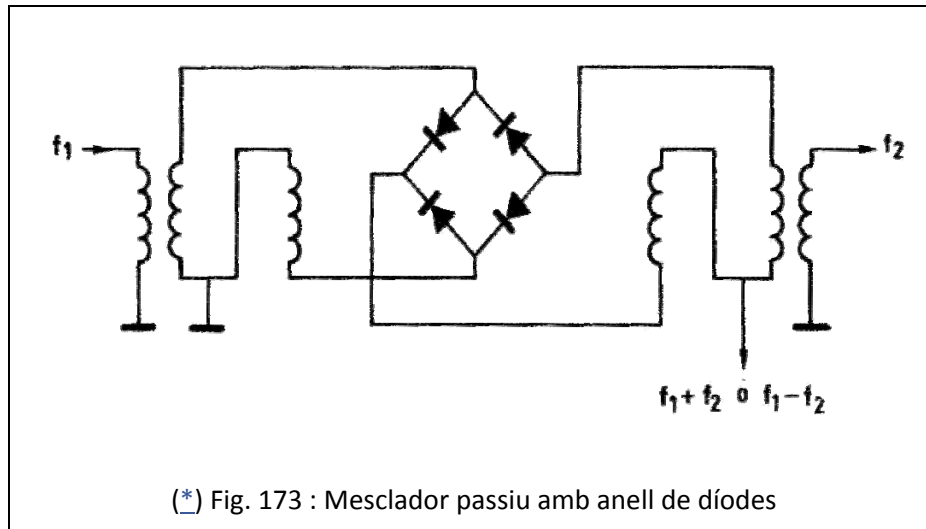 f₁
f₂
f₁ + f₂ ó f₁ – f₂
(*) Fig. 173 : Mesclador passiu amb anell de díodes